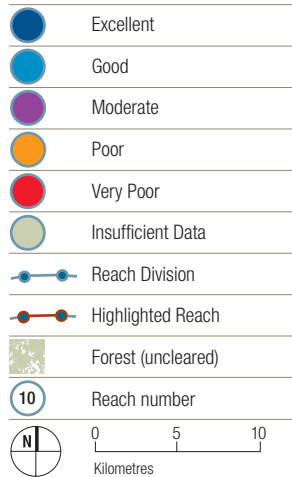 Excellent
Good
Moderate
Poor
Very Poor
Insufficient Data
Reach Division
Highlighted Reach
Forest (uncleared)
10 Reach number
N 0 5 10
Kilometres